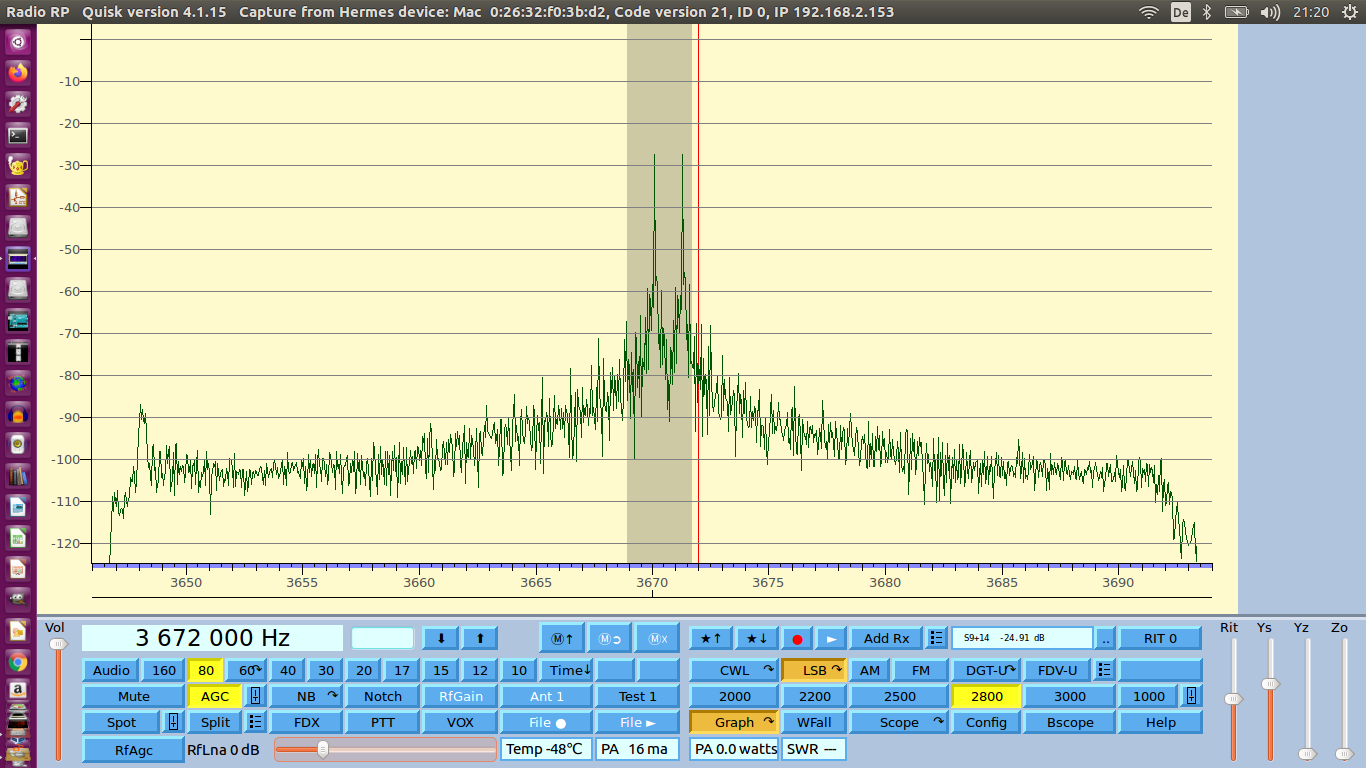 Radio RP Quisk version 4.1.15 Capture from Hermes device: Mac 0:26:32:f0:3b:d2, Code version 21, ID 0, IP 192.168.2.153 De 21:20
-10
-20
-30
-40
-50
-60
-70
-80
-90
-100
-110
-120
3650 3655 3660 3665 3670 3675 3680 3685 3690
Vol 3 672 000 Hz ⬇ ⬆ Ⓜ↑ Ⓜ➲ Ⓜx ★↑ ★↓ ● ► Add Rx S9+14 -24.91 dB .. RIT 0 Rit Ys Yz Zo
Audio 160 80 60↷ 40 30 20 17 15 12 10 Time↓ CWL ↷ LSB ↷ AM FM DGT-U↷ FDV-U
Mute AGC NB ↷ Notch RfGain Ant 1 Test 1 2000 2200 2500 2800 3000 1000
Spot Split FDX PTT VOX File ● File ► Graph ↷ WFall Scope ↷ Config Bscope Help
RfAgc RfLna 0 dB Temp -48℃ PA 16 ma PA 0.0 watts SWR ---